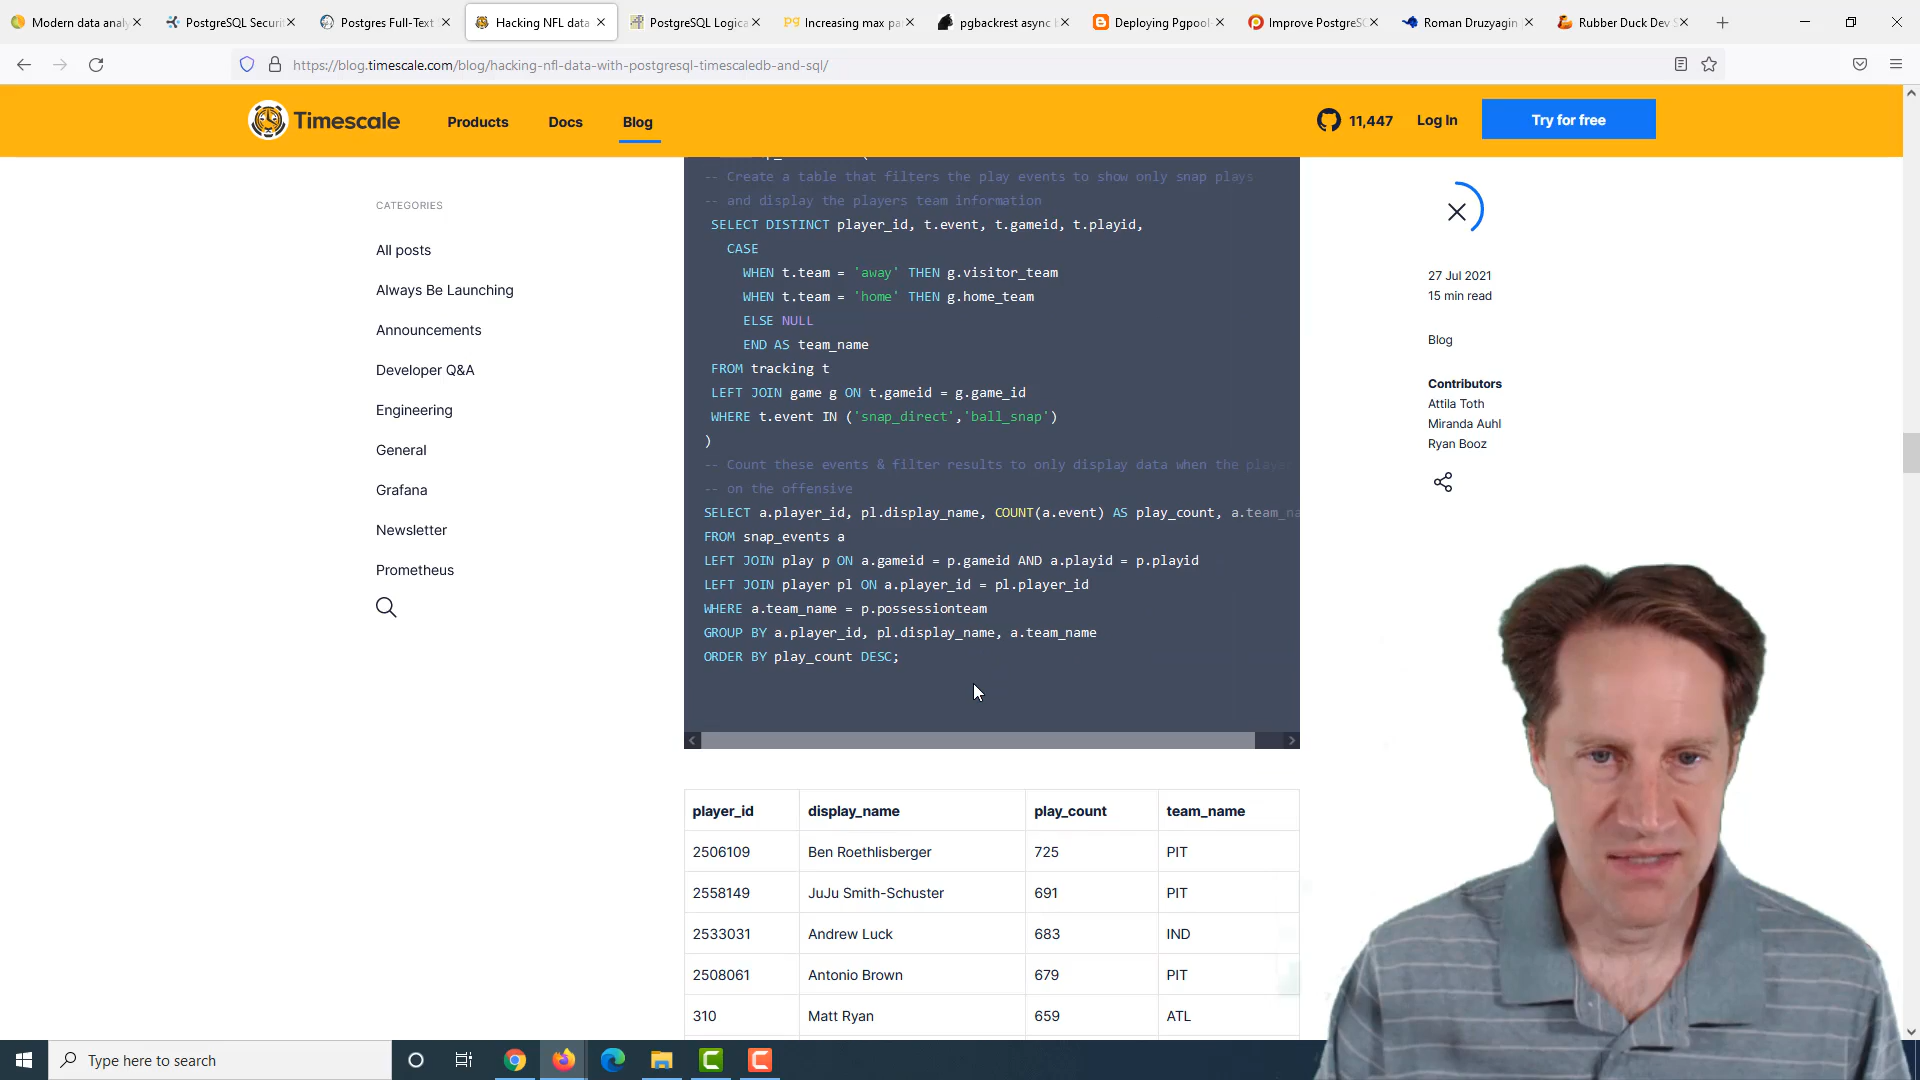 Modern data analy
PostgreSQL Securi
Postgres Full-Text
Hacking NFL data
PostgreSQL Logica
Increasing max pa
pgbackrest async
Deploying Pgpool-
Improve PostgreSQ
Roman Druzyagin
Rubber Duck Dev S
https://blog.timescale.com/blog/hacking-nfl-data-with-postgresql-timescaledb-and-sql/
Timescale
Products
Docs
Blog
11,447
Log In
Try for free
CATEGORIES
All posts
Always Be Launching
Announcements
Developer Q&A
Engineering
General
Grafana
Newsletter
Prometheus
-- Create a table that filters the play events to show only snap plays
-- and display the players team information
SELECT DISTINCT player_id, t.event, t.gameid, t.playid,
CASE
WHEN t.team = 'away' THEN g.visitor_team
WHEN t.team = 'home' THEN g.home_team
ELSE NULL
END AS team_name
FROM tracking t
LEFT JOIN game g ON t.gameid = g.game_id
WHERE t.event IN ('snap_direct','ball_snap')
)
-- Count these events & filter results to only display data when the playe
-- on the offensive
SELECT a.player_id, pl.display_name, COUNT(a.event) AS play_count, a.team_na
FROM snap_events a
LEFT JOIN play p ON a.gameid = p.gameid AND a.playid = p.playid
LEFT JOIN player pl ON a.player_id = pl.player_id
WHERE a.team_name = p.possessionteam
GROUP BY a.player_id, pl.display_name, a.team_name
ORDER BY play_count DESC;
player_id display_name play_count team_name
2506109 Ben Roethlisberger 725 PIT
2558149 JuJu Smith-Schuster 691 PIT
2533031 Andrew Luck 683 IND
2508061 Antonio Brown 679 PIT
310 Matt Ryan 659 ATL
27 Jul 2021
15 min read
Blog
Contributors
Attila Toth
Miranda Auhl
Ryan Booz
Type here to search